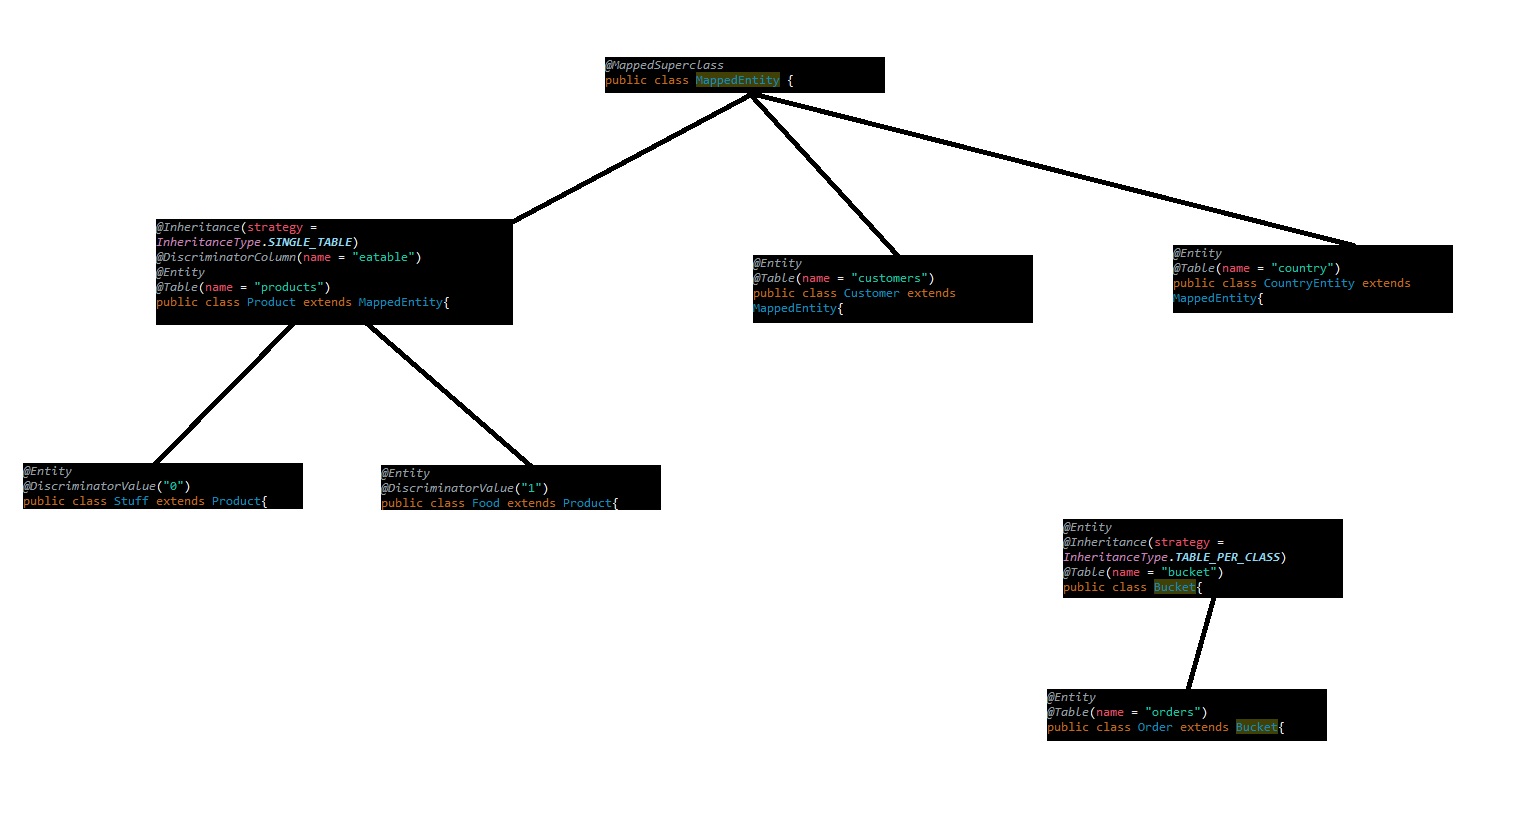 @MappedSuperclass
public class MappedEntity {
@Inheritance(strategy =
InheritanceType.SINGLE_TABLE)
@DiscriminatorColumn(name = "eatable")
@Entity
@Table(name = "products")
public class Product extends MappedEntity{
@Entity
@Table(name = "customers")
public class Customer extends
MappedEntity{
@Entity
@Table(name = "country")
public class CountryEntity extends
MappedEntity{
@Entity
@DiscriminatorValue("0")
public class Stuff extends Product{
@Entity
@DiscriminatorValue("1")
public class Food extends Product{
@Entity
@Inheritance(strategy =
InheritanceType.TABLE_PER_CLASS)
@Table(name = "bucket")
public class Bucket{
@Entity
@Table(name = "orders")
public class Order extends Bucket{